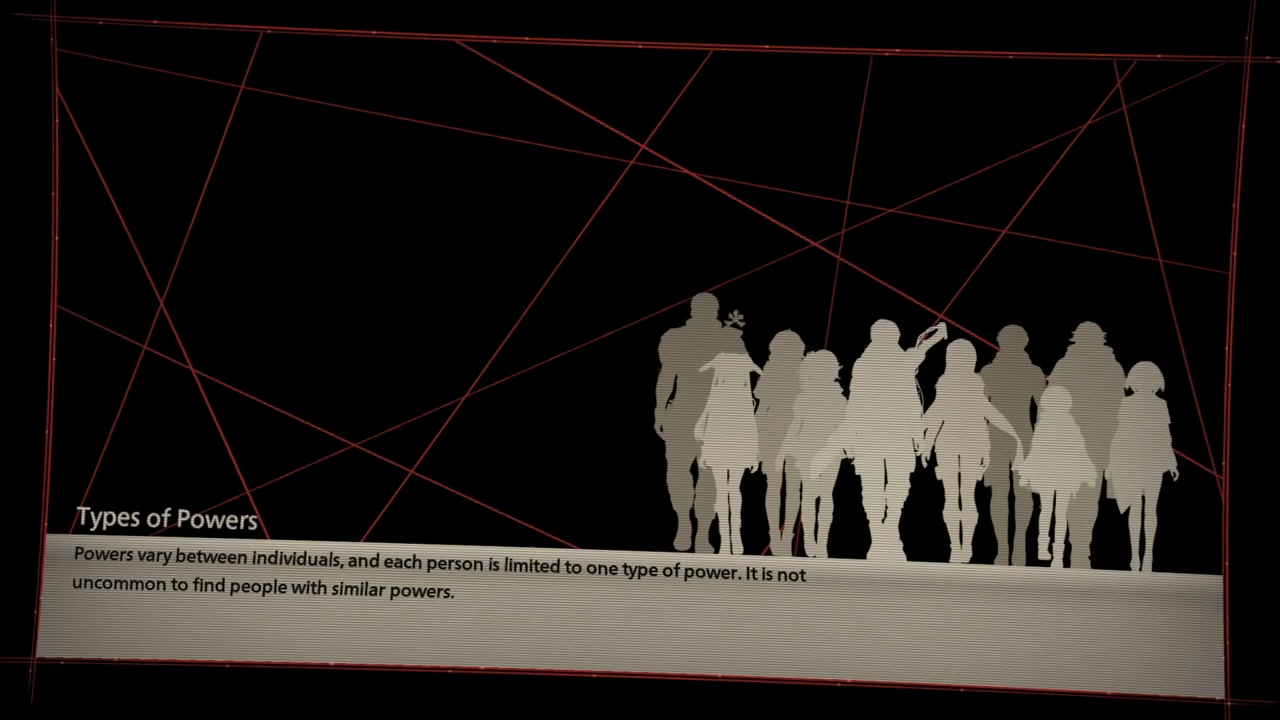 Types of Powers
Powers vary between individuals, and each person is limited to one type of power. It is not
uncommon to find people with similar powers.